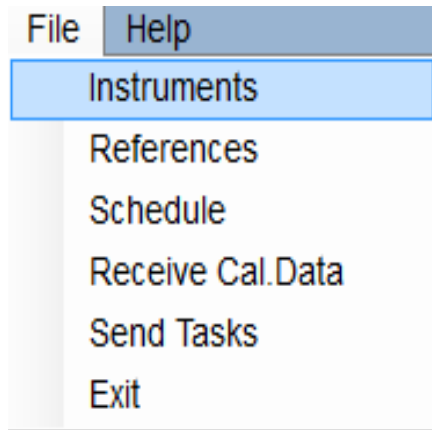 File Help
Instruments
References
Schedule
Receive Cal.Data
Send Tasks
Exit